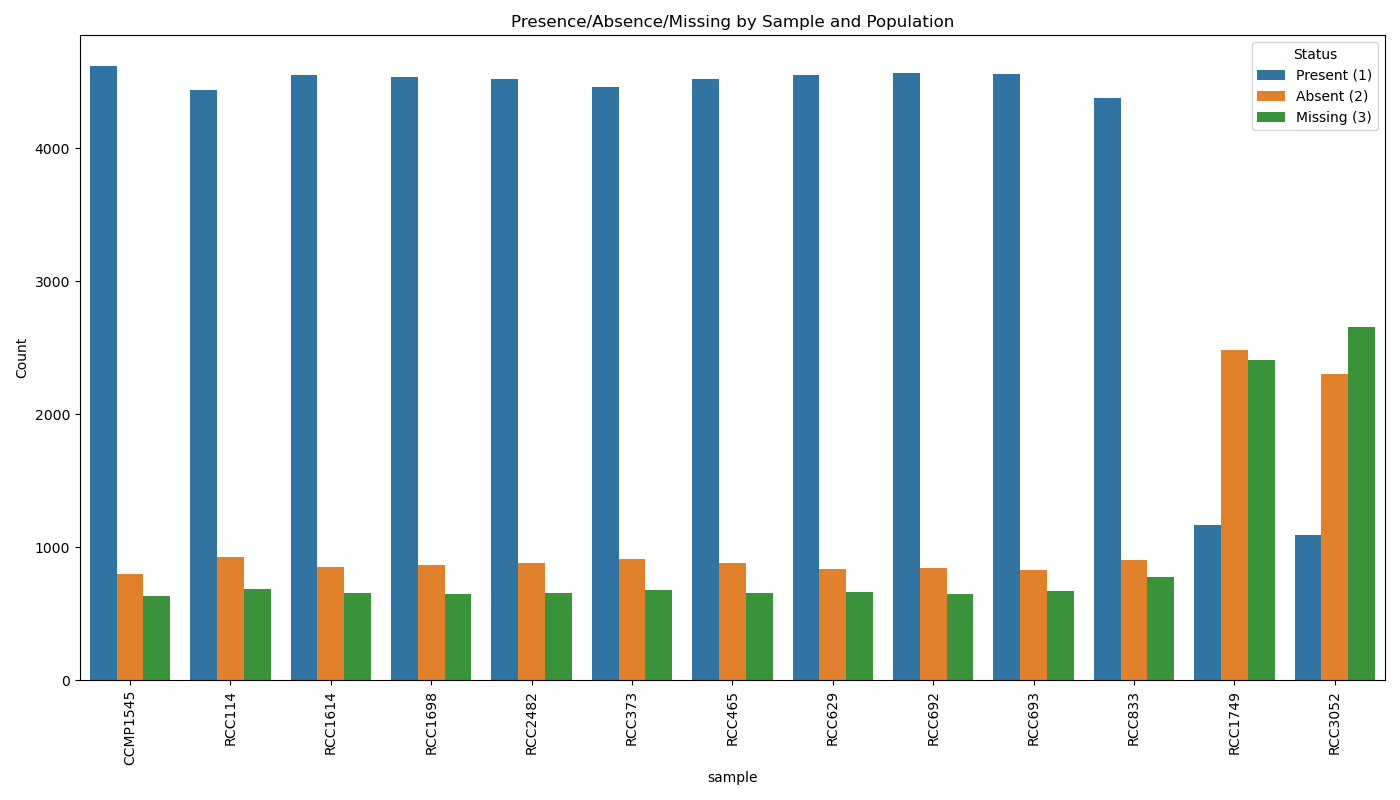 Presence/Absence/Missing by Sample and Population
Status
Present (1)
Absent (2)
Missing (3)
Count
4000
3000
2000
1000
0
CCMP1545
RCC114
RCC1614
RCC1698
RCC2482
RCC373
RCC465
RCC629
RCC692
RCC693
RCC833
RCC1749
RCC3052
sample